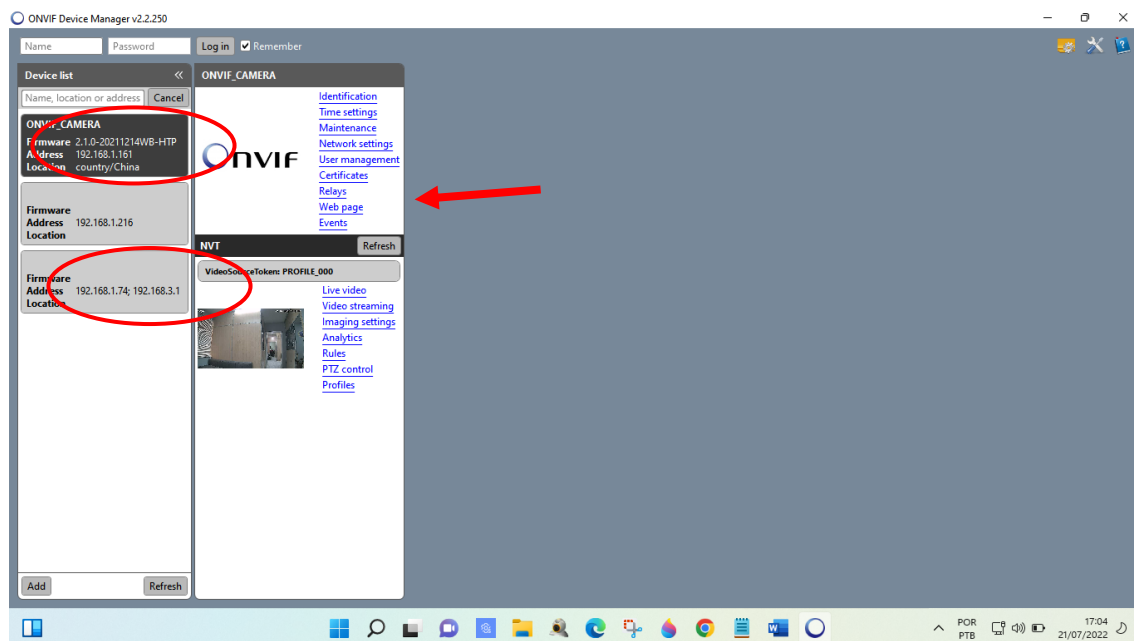 ONVIF Device Manager v2.2.250
Name Password Log in Remember
Device list «
Name, location or address Cancel
ONVIF_CAMERA
Firmware 2.1.0-20211214WB-HTP
Address 192.168.1.161
Location country/China
Firmware
Address 192.168.1.216
Location
Firmware
Address 192.168.1.74; 192.168.3.1
Location
Add Refresh
ONVIF_CAMERA
ONVIF
Identification
Time settings
Maintenance
Network settings
User management
Certificates
Relays
Web page
Events
NVT Refresh
VideoSourceToken: PROFILE_000
Live video
Video streaming
Imaging settings
Analytics
Rules
PTZ control
Profiles
POR
PTB
17:04
21/07/2022